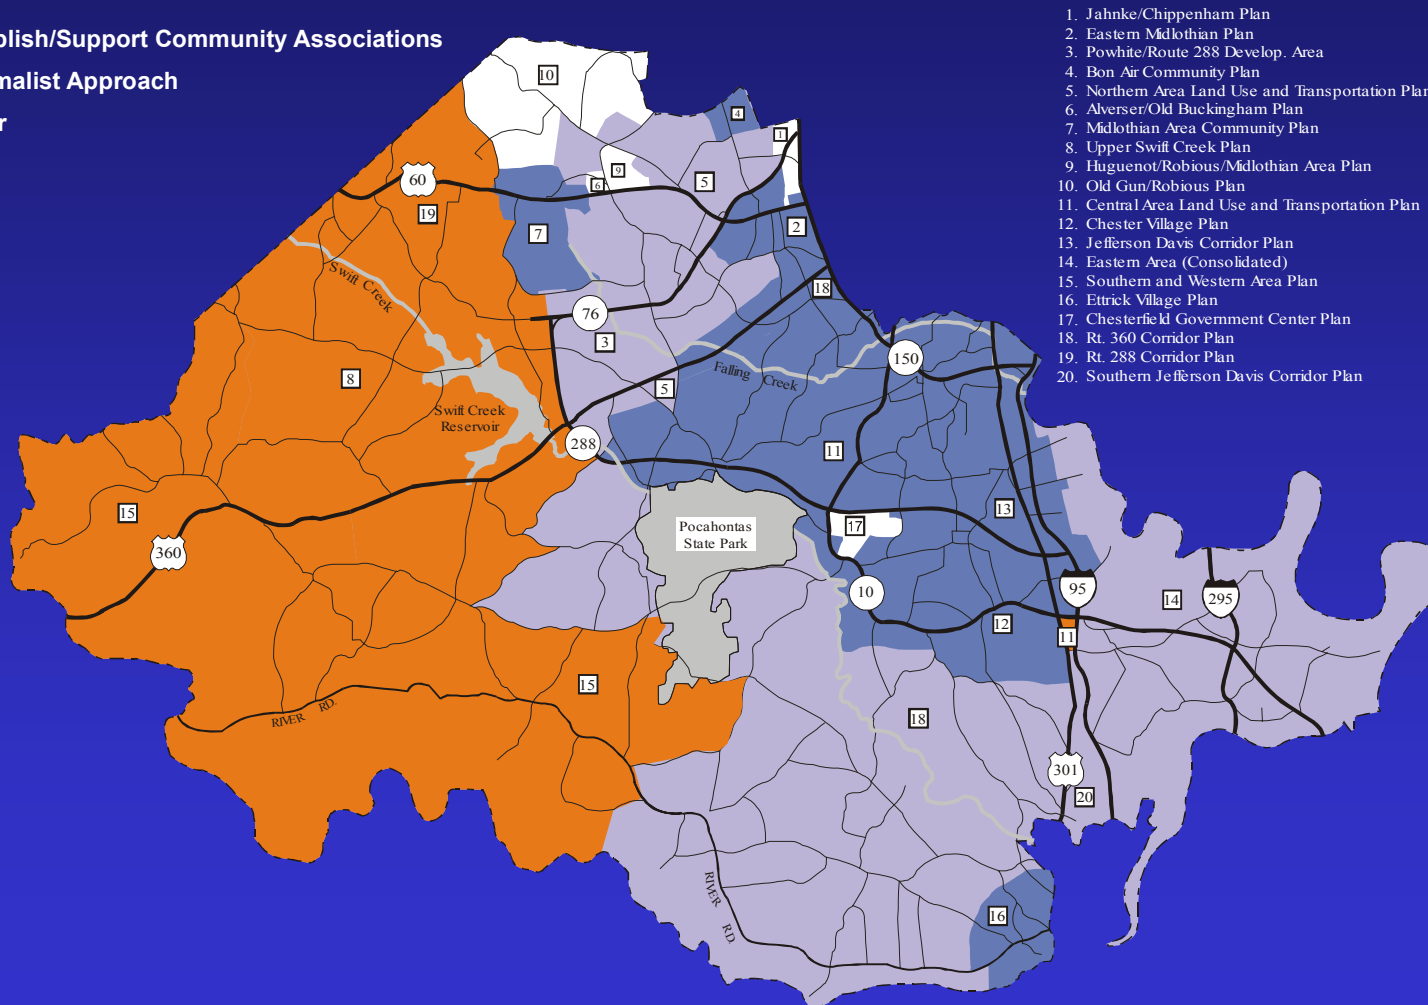 blish/Support Community Associations
malist Approach
r
1. Jahnke/Chippenham Plan
2. Eastern Midlothian Plan
3. Powhite/Route 288 Develop. Area
4. Bon Air Community Plan
5. Northern Area Land Use and Transportation Plan
6. Alverser/Old Buckingham Plan
7. Midlothian Area Community Plan
8. Upper Swift Creek Plan
9. Huguenot/Robious/Midlothian Area Plan
10. Old Gun/Robious Plan
11. Central Area Land Use and Transportation Plan
12. Chester Village Plan
13. Jefferson Davis Corridor Plan
14. Eastern Area (Consolidated)
15. Southern and Western Area Plan
16. Ettrick Village Plan
17. Chesterfield Government Center Plan
18. Rt. 360 Corridor Plan
19. Rt. 288 Corridor Plan
20. Southern Jefferson Davis Corridor Plan
10
4
1
9
6
5
60
19
7
2
Swift Creek
18
76
3
150
Falling Creek
8
5
Swift Creek
Reservoir
288
11
15
13
17
Pocahontas
State Park
360
10
95
295
14
12
11
15
RIVER RD.
18
301
20
RIVER RD.
16